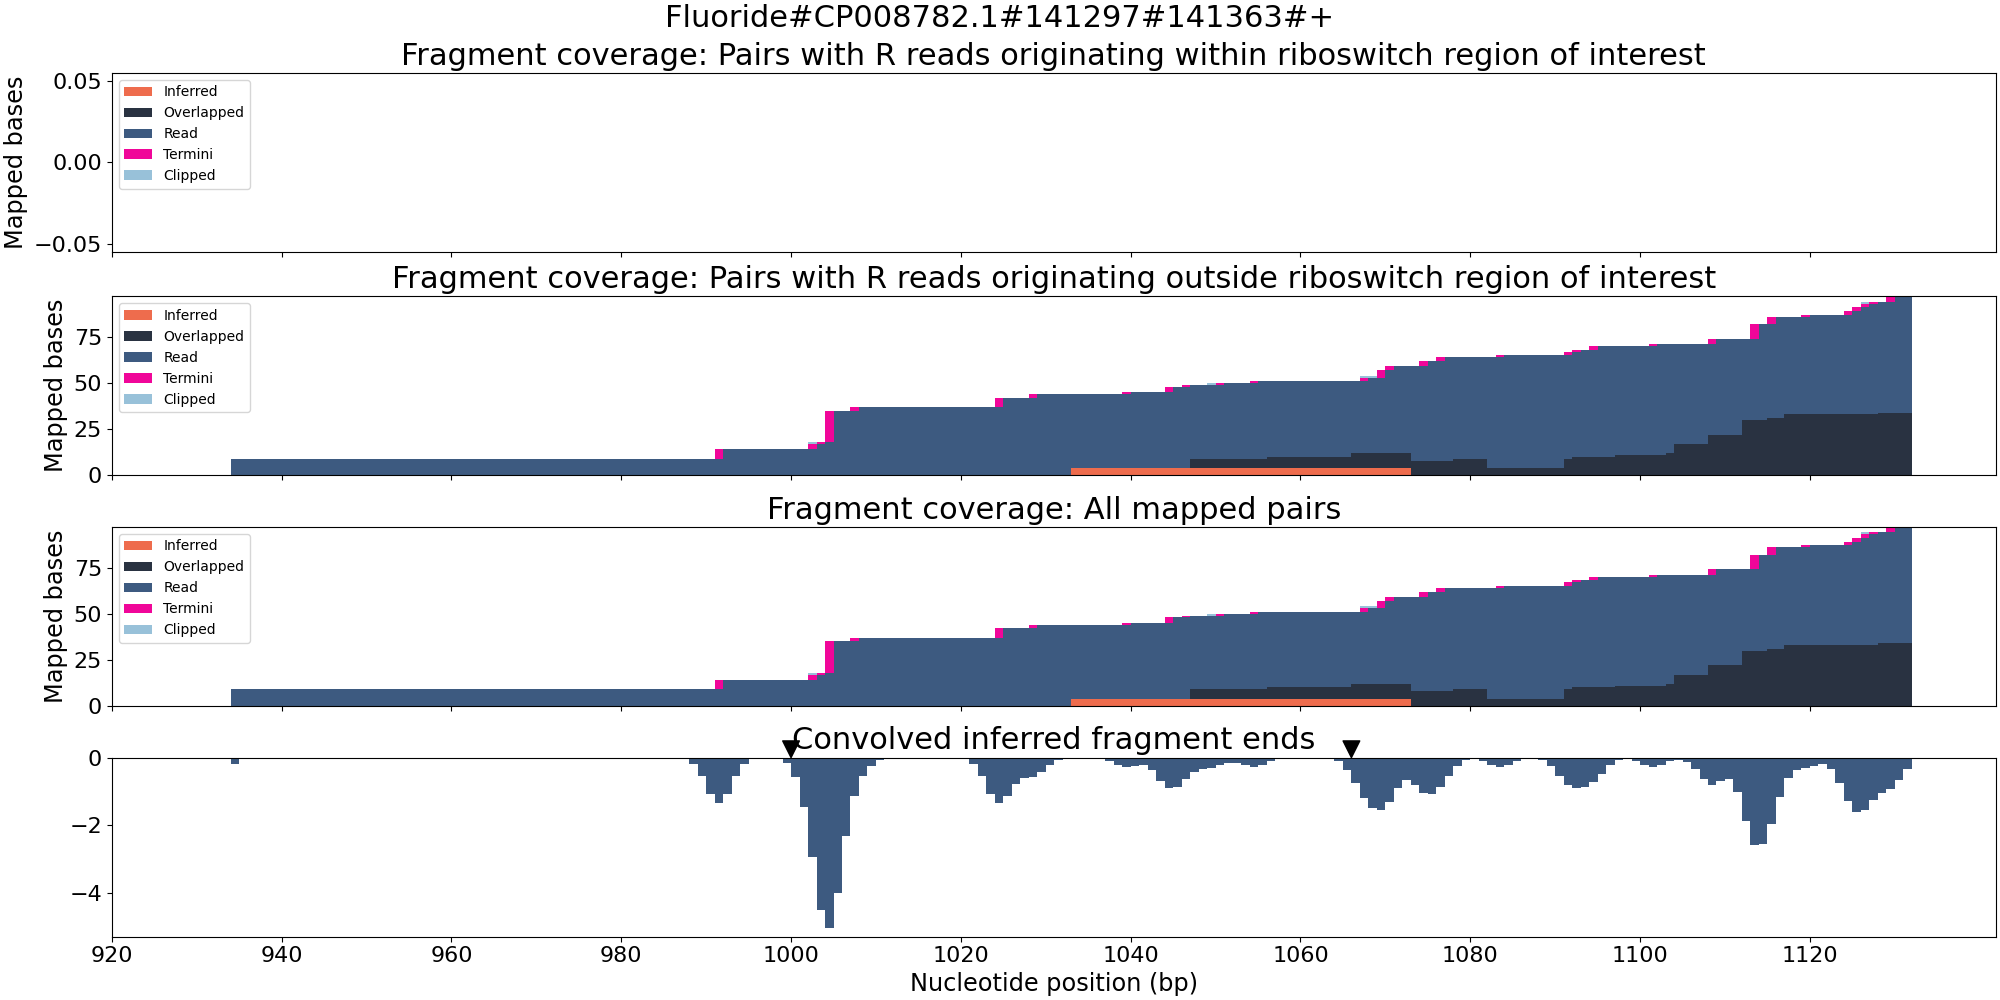 Fluoride#CP008782.1#141297#141363#+
Fragment coverage: Pairs with R reads originating within riboswitch region of interest
Mapped bases
0.05
0.00
−0.05
Inferred
Overlapped
Read
Termini
Clipped
Fragment coverage: Pairs with R reads originating outside riboswitch region of interest
Mapped bases
75
50
25
0
Inferred
Overlapped
Read
Termini
Clipped
Fragment coverage: All mapped pairs
Mapped bases
75
50
25
0
Inferred
Overlapped
Read
Termini
Clipped
Convolved inferred fragment ends
0
−2
−4
920 940 960 980 1000 1020 1040 1060 1080 1100 1120
Nucleotide position (bp)